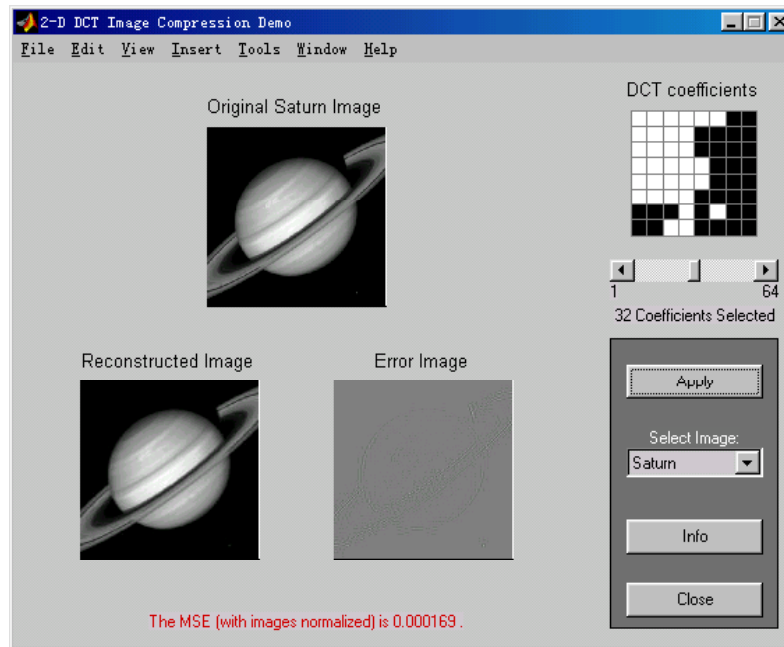 2-D DCT Image Compression Demo
File Edit View Insert Tools Window Help
Original Saturn Image
DCT coefficients
1 64
32 Coefficients Selected
Reconstructed Image
Error Image
Apply
Select Image:
Saturn
Info
Close
The MSE (with images normalized) is 0.000169 .